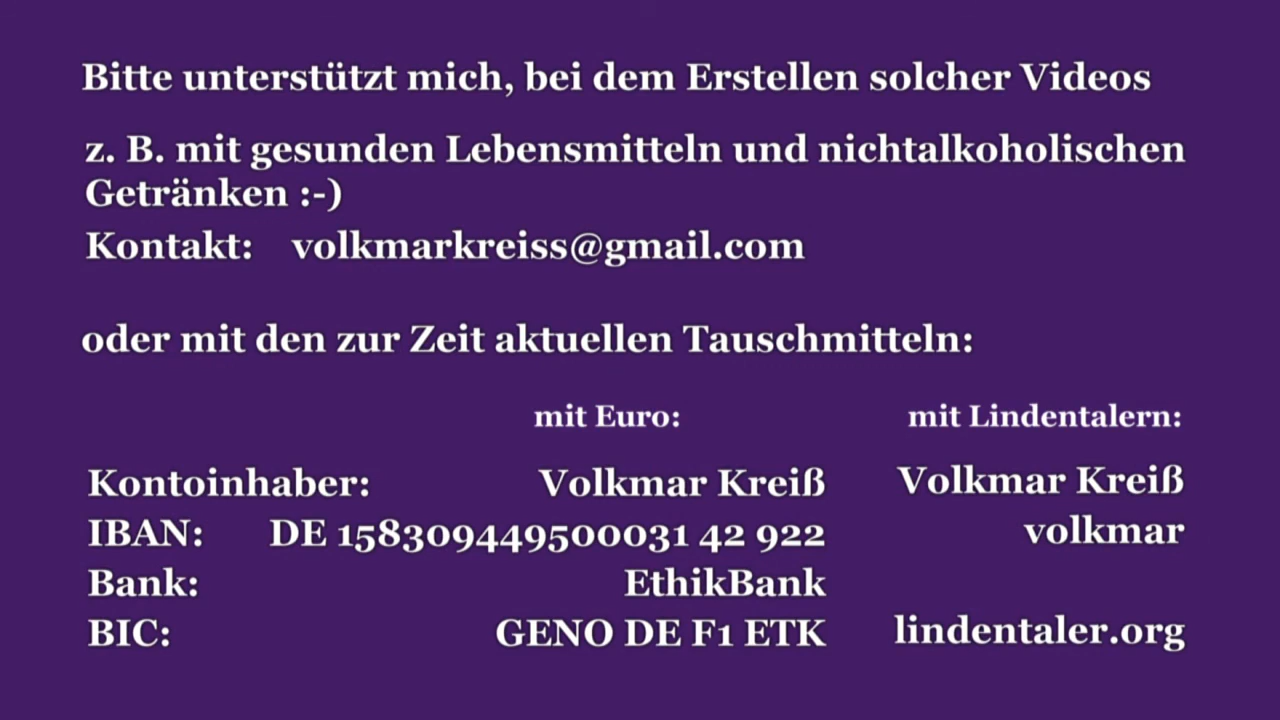 Bitte unterstützt mich, bei dem Erstellen solcher Videos
z. B. mit gesunden Lebensmitteln und nichtalkoholischen
Getränken :-)
Kontakt: volkmarkreiss@gmail.com
oder mit den zur Zeit aktuellen Tauschmitteln:
mit Euro: mit Lindentalern:
Kontoinhaber: Volkmar Kreiß Volkmar Kreiß
IBAN: DE 158309449500031 42 922 volkmar
Bank: EthikBank
BIC: GENO DE F1 ETK lindentaler.org